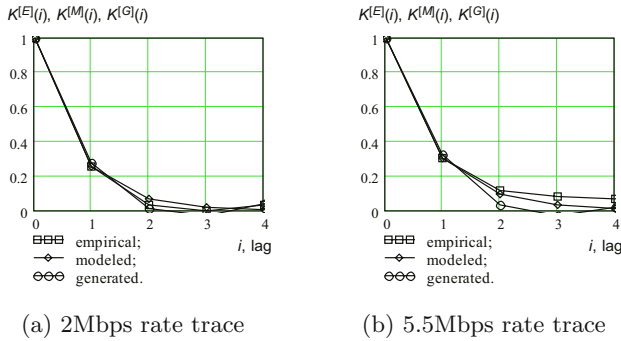 K[E](i), K[M](i), K[G](i)
1
0.8
0.6
0.4
0.2
0
0 1 2 3 4
i, lag
empirical;
modeled;
generated.
(a) 2Mbps rate trace
K[E](i), K[M](i), K[G](i)
1
0.8
0.6
0.4
0.2
0
0 1 2 3 4
i, lag
empirical;
modeled;
generated.
(b) 5.5Mbps rate trace